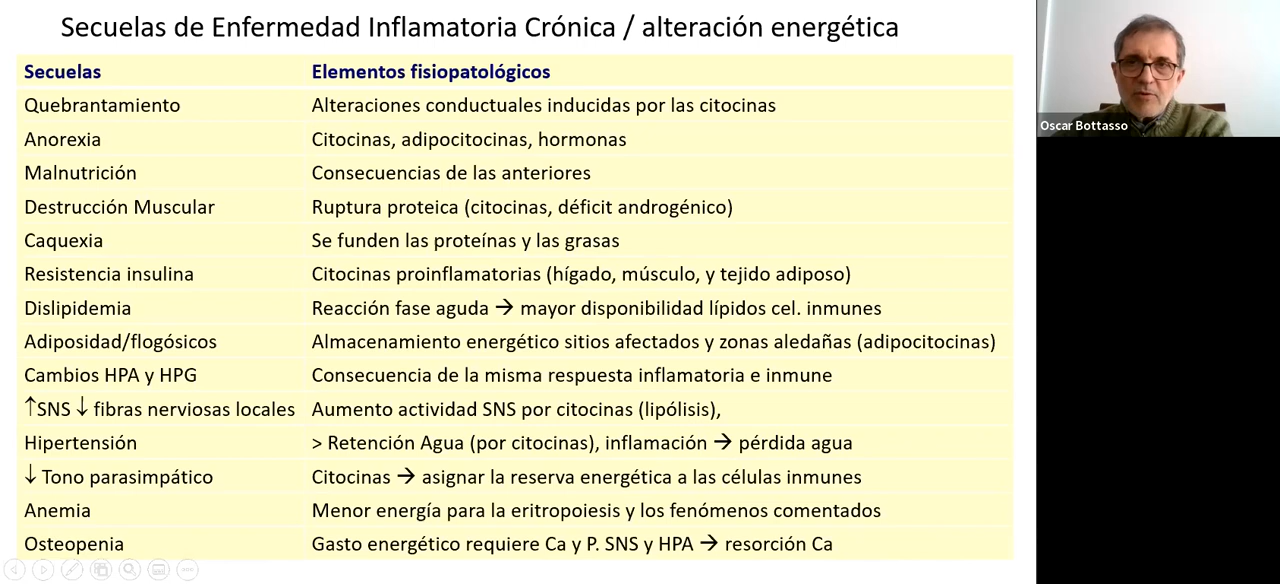 Secuelas de Enfermedad Inflamatoria Crónica / alteración energética
Secuelas Elementos fisiopatológicos
Quebrantamiento Alteraciones conductuales inducidas por las citocinas
Anorexia Citocinas, adipocitocinas, hormonas
Malnutrición Consecuencias de las anteriores
Destrucción Muscular Ruptura proteica (citocinas, déficit androgénico)
Caquexia Se funden las proteínas y las grasas
Resistencia insulina Citocinas proinflamatorias (hígado, músculo, y tejido adiposo)
Dislipidemia Reacción fase aguda → mayor disponibilidad lípidos cel. inmunes
Adiposidad/flogósicos Almacenamiento energético sitios afectados y zonas aledañas (adipocitocinas)
Cambios HPA y HPG Consecuencia de la misma respuesta inflamatoria e inmune
↑SNS ↓ fibras nerviosas locales Aumento actividad SNS por citocinas (lipólisis),
Hipertensión > Retención Agua (por citocinas), inflamación → pérdida agua
↓ Tono parasimpático Citocinas → asignar la reserva energética a las células inmunes
Anemia Menor energía para la eritropoiesis y los fenómenos comentados
Osteopenia Gasto energético requiere Ca y P. SNS y HPA → resorción Ca
Oscar Bottasso